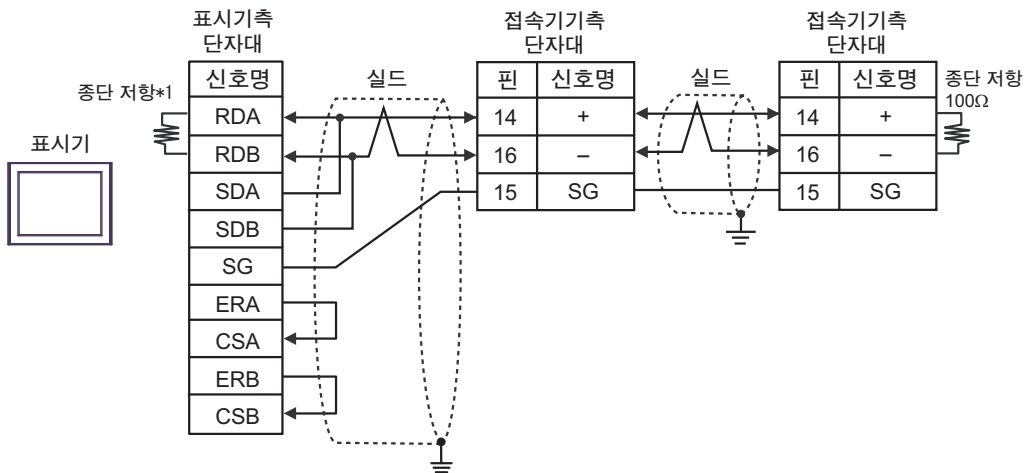 표시기측
단자대
접속기기측
단자대
접속기기측
단자대
종단 저항*1
신호명
실드
핀 신호명
실드
핀 신호명
종단 저항
100Ω
표시기
RDA
14 +
14 +
RDB
16 –
16 –
SDA
15 SG
15 SG
SDB
SG
ERA
CSA
ERB
CSB